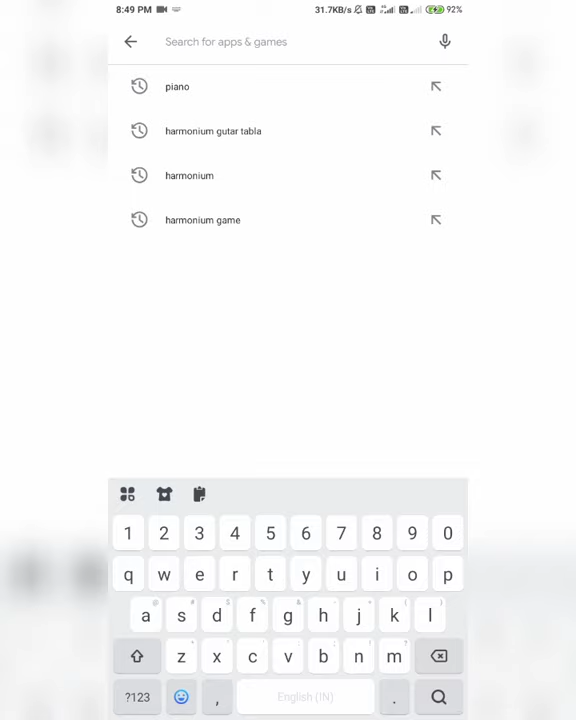 8:49 PM 31.7KB/s 92%
Search for apps & games
piano
harmonium gutar tabla
harmonium
harmonium game
1 2 3 4 5 6 7 8 9 0
q w e r t y u i o p
a s d f g h j k l
z x c v b n m
?123 , English (IN) .